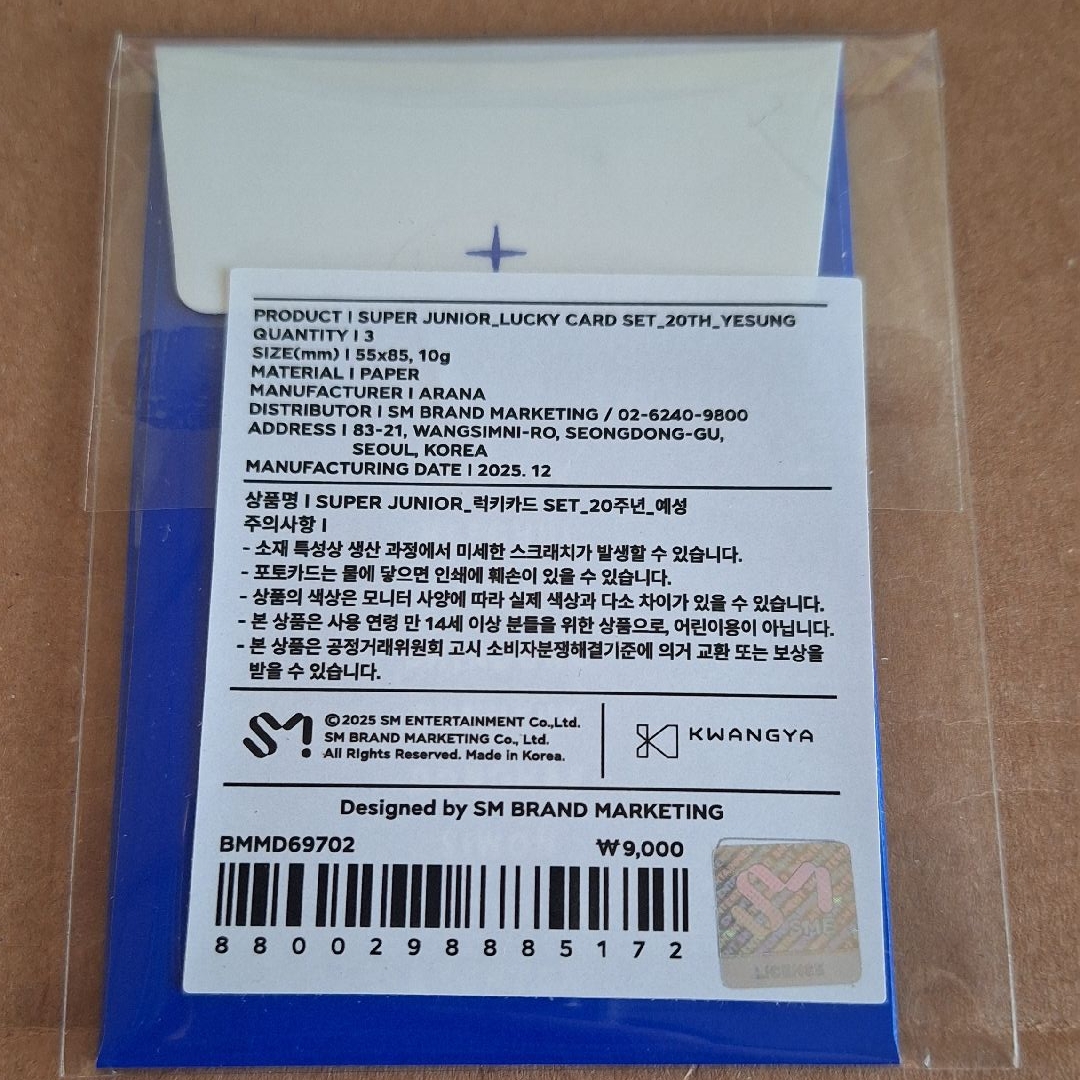 PRODUCT | SUPER JUNIOR_LUCKY CARD SET_20TH_YESUNG
QUANTITY | 3
SIZE(mm) | 55x85, 10g
MATERIAL | PAPER
MANUFACTURER | ARANA
DISTRIBUTOR | SM BRAND MARKETING / 02-6240-9800
ADDRESS | 83-21, WANGSIMNI-RO, SEONGDONG-GU,
SEOUL, KOREA
MANUFACTURING DATE | 2025. 12
상품명 | SUPER JUNIOR_럭키카드 SET_20주년_예성
주의사항 |
- 소재 특성상 생산 과정에서 미세한 스크래치가 발생할 수 있습니다.
- 포토카드는 물에 닿으면 인쇄에 훼손이 있을 수 있습니다.
- 상품의 색상은 모니터 사양에 따라 실제 색상과 다소 차이가 있을 수 있습니다.
- 본 상품은 사용 연령 만 14세 이상 분들을 위한 상품으로, 어린이용이 아닙니다.
- 본 상품은 공정거래위원회 고시 소비자분쟁해결기준에 의거 교환 또는 보상을
받을 수 있습니다.
SM
©2025 SM ENTERTAINMENT Co.,Ltd.
SM BRAND MARKETING Co., Ltd.
All Rights Reserved. Made in Korea.
KWANGYA
Designed by SM BRAND MARKETING
BMMD69702
₩9,000
8800298885172
SM
SME